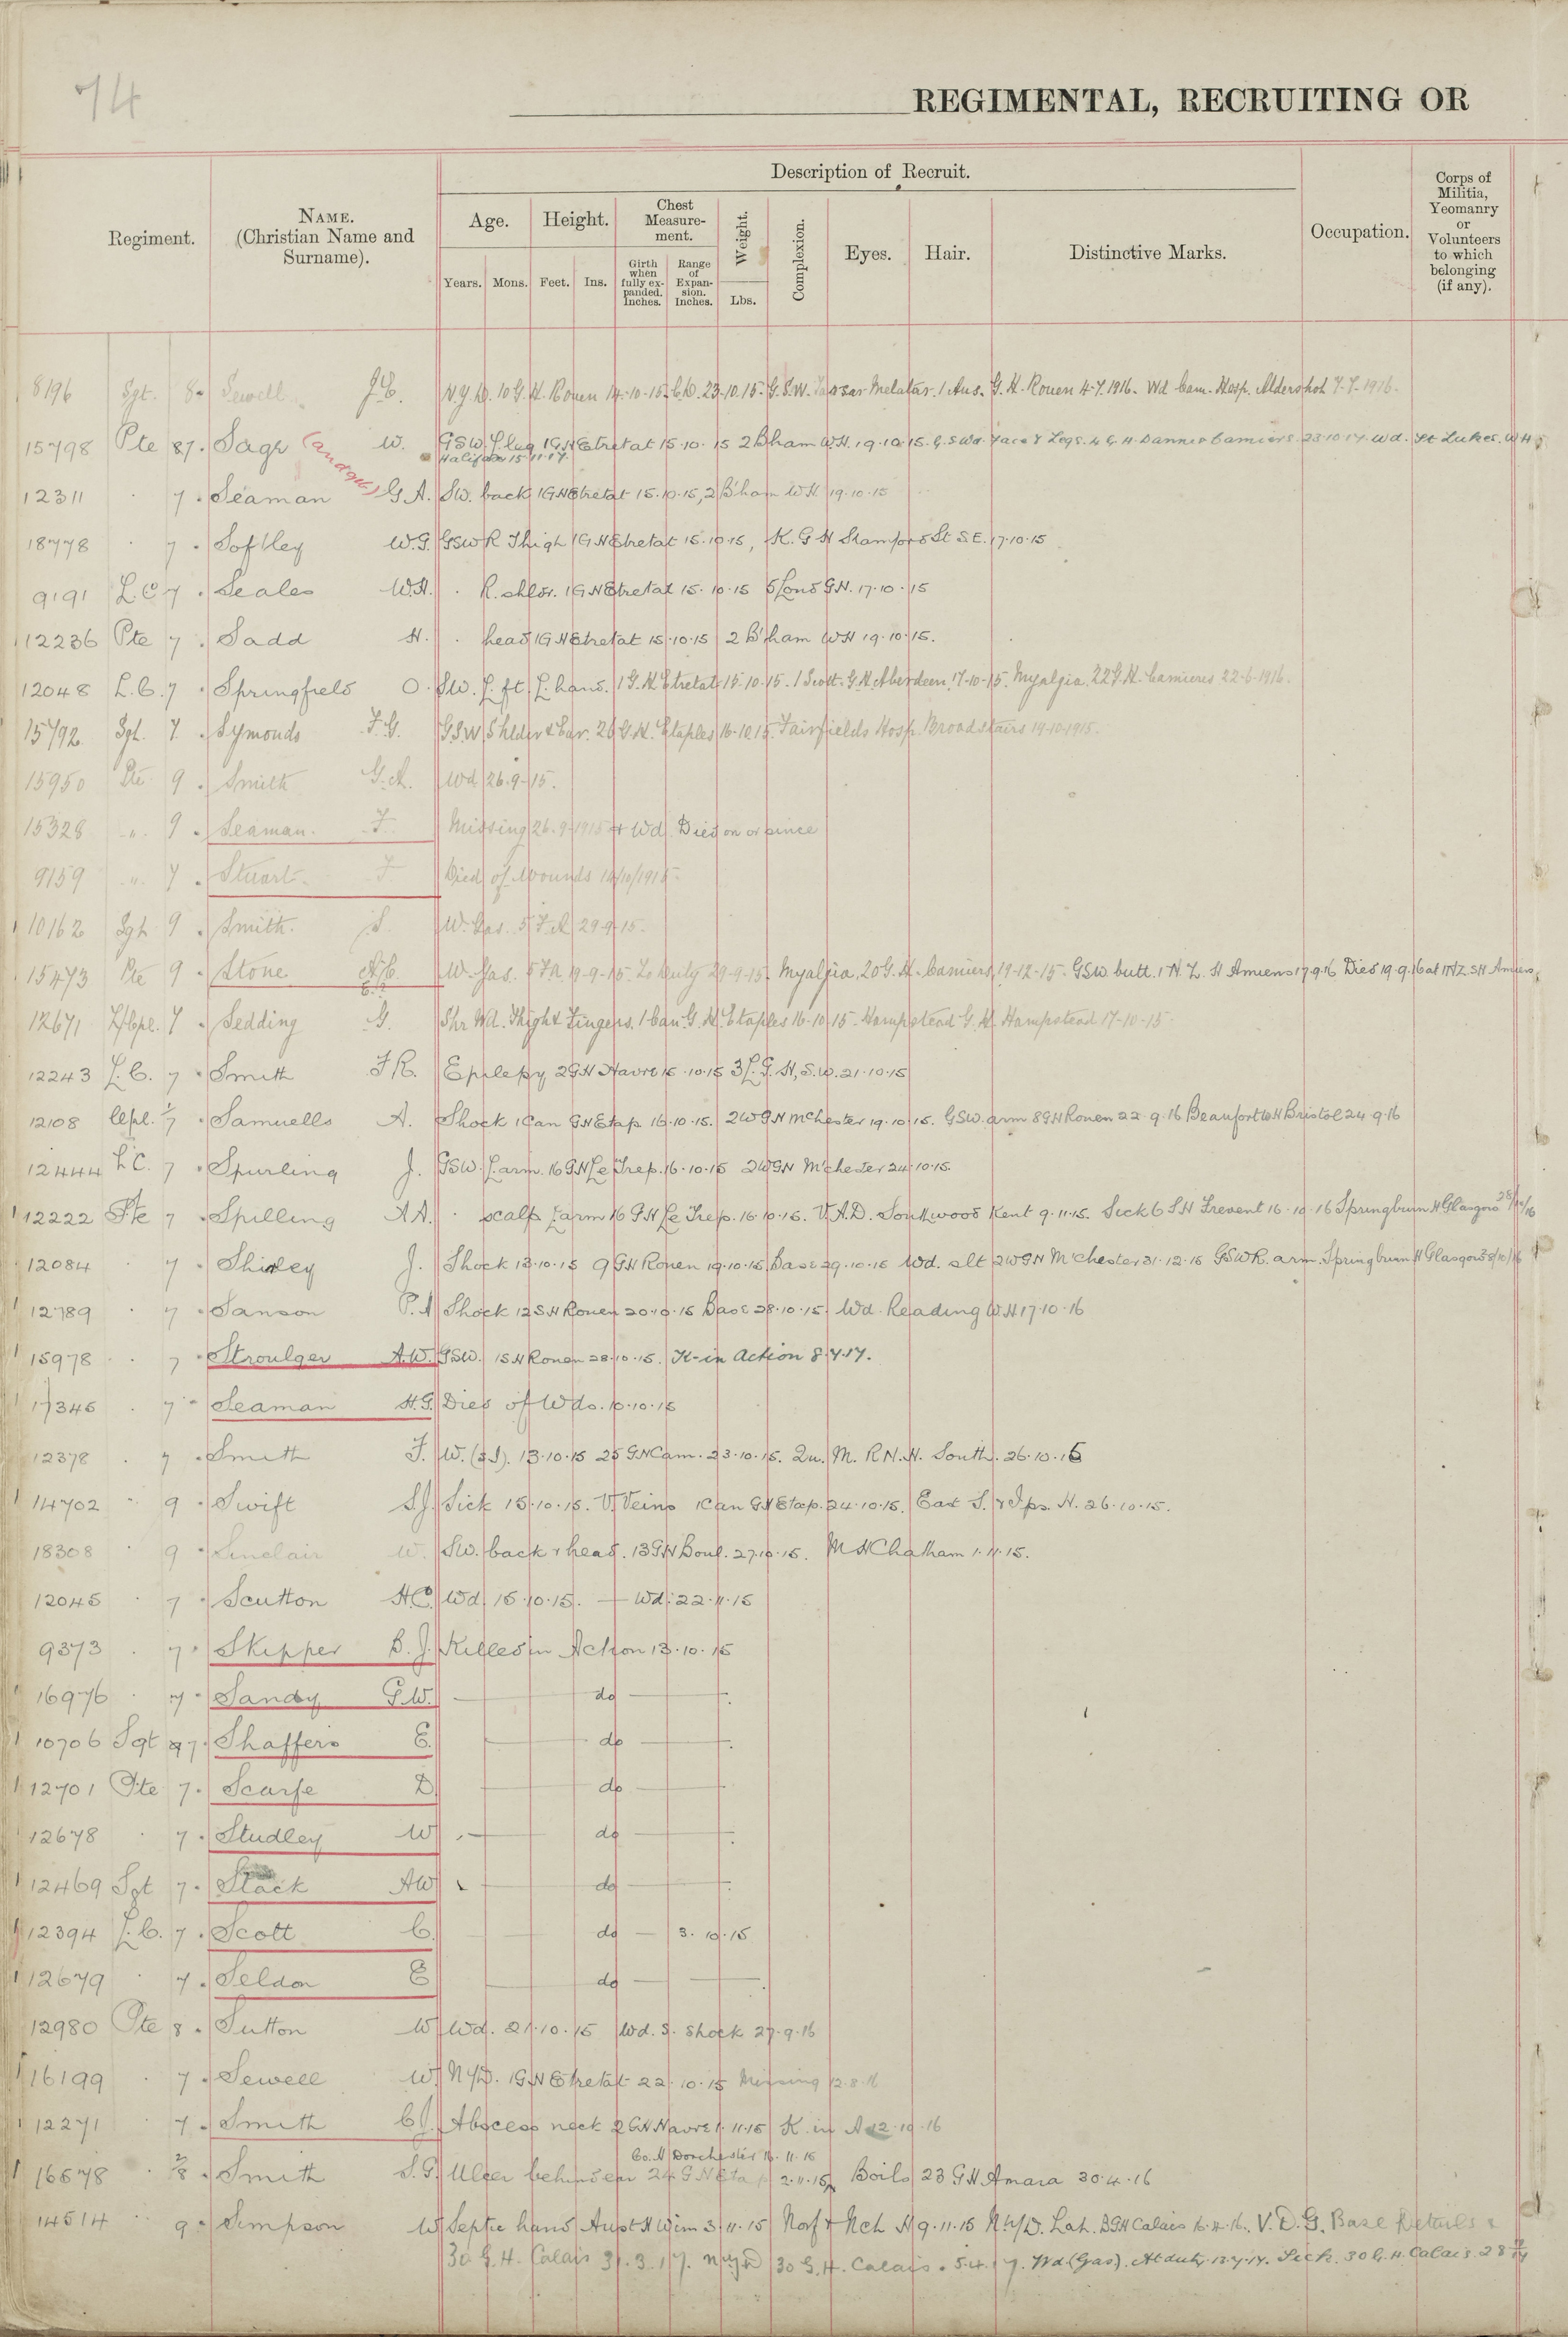 74
REGIMENTAL, RECRUITING OR
Description of Recruit.
Regiment.
NAME.
(Christian Name and
Surname).
Age.
Height.
Chest
Measure-
ment.
Weight.
Complexion.
Eyes.
Hair.
Distinctive Marks.
Occupation.
Corps of
Militia,
Yeomanry
or
Volunteers
to which
belonging
(if any).
Years.
Mons.
Feet.
Ins.
Girth
when
fully ex-
panded.
Inches.
Range
of
Expan-
sion.
Inches.
Lbs.
8196 Sgt. 8 Sewell J.C. N.Y.D. 10 G.H. Rouen 14-10-15. C.D. 23-10-15. G.S.W. Metatar. 1 Aus. G.H. Rouen 4-7-1916. Wd Cam. Hosp. Aldershot 7-7-1916.
15798 Pte 87. Sage W. GSW. L. leg 1 G H Etretat 15.10.15 2 B'ham W.H. 19.10.15. G.S.Wd. Face & Legs. 4 G.H. Dannes Camiers 23.10.17. Wd. St Lukes. W H
Halifax 15.11.17.
12311 7. Seaman G A. SW. back 1 G H Etretat 15.10.15, 2 B'ham W H. 19.10.15
18778 7. Softley W.G. GSW R Thigh 1 G H Etretat 15.10.15, K. G H Stamford St S.E. 17.10.15
9191 L.C 7. Seales W.H. R. shldr. 1 G H Etretat 15.10.15 5 Lond G.H. 17.10.15
12236 Pte 7. Sadd H. head 1 G H Etretat 15.10.15 2 B'ham W H 19.10.15.
12048 L.C. 7. Springfield O. SW. L. ft. L. hand. 1 G.H. Etretat 15.10.15. 1 Scott. G.H. Aberdeen. 17-10-15. Myalgia. 22 G.H. Camiers 22-6-1916.
15792 Sgt. 7. Symonds F.G. G.S.W. Shlder & Ear. 26 G.H. Etaples 16-10-15. Fairfields Hosp. Broadstairs 19-10-1915.
15950 Pte 9. Smith G.A. Wd 26.9-15.
15328 " 9. Seaman. F. Missing 26-9-1915 & Wd. Died on or since
9159 " 7. Stuart. F Died of Wounds 14/10/1915.
10162 Sgt 9. Smith. S. W. Gas. 5 F.A. 29-9-15.
15473 Pte 9. Stone W. Gas. 5 F.A. 19-9-15. To Duty 29-9-15. Myalgia, 20 G.H. Camiers, 19-12-15. GSW butt. 1 N.Z. H Amiens 17.9.16 Died 19.9.16 at 1 NZ SH Amiens
12671 L/Cpl. 7. Sedding G. Shr Wd. Thigh & Fingers. 1 Can. G.H. Etaples 16-10-15. Hampstead G.H. Hampstead 17-10-15.
12243 L.C. 7. Smith F R. Epilepsy 2 G H Havre 15.10.15 3 L.G.H, S.W. 21.10.15
12108 Cpl. 7. Samuells A. Shock 1 Can G H Etap. 16.10.15. 2 W G H M'chester 19.10.15. GSW. arm 8 G H Rouen 22.9.16 Beaufort W H Bristol 24.9.16
12444 L.C. 7. Spurling J. GSW. L. arm. 16 G H Le Trep. 16.10.15 2 W G H M'chester 24.10.15.
12222 Pte 7. Spilling A A. scalp L arm 16 G H Le Trep. 16.10.15. V.A.D. Southwood Kent 9.11.15. Sick 6 S H Frevent 16.10.16 Springburn H Glasgow 28/10/16
12084 7. Shirley J. Shock 13.10.15 9 G H Rouen 19.10.15 Base 29.10.15 Wd. slt 2 W G H M'chester 31.12.15 GSW R. arm. Springburn H Glasgow
12789 7. Sanson P.A Shock 12 S H Rouen 20.10.15 Base 28.10.15. Wd. Reading W H 17.10.16
15978 7. Stroulger A.W. GSW. 1 S H Rouen 28.10.15. K-in Action 8.7.17.
17345 7. Seaman H.G. Died of Wds. 10.10.15
12378 7. Smith F. W. (S I). 13.10.15 25 G H Cam. 23.10.15. Qu. M. R N. H. South. 26.10.15
14702 9. Swift S.J. Sick 15.10.15. V. Veins 1 Can G H Etap. 24.10.15. East S. & Ips. H. 26.10.15.
18308 9. Sinclair W. SW. back & head. 13 G H Boul. 27.10.15. M H Chatham 1.11.15.
12045 7. Scutton H.C. Wd 15.10.15. — Wd. 22.11.15
9373 7. Skipper B.J. Killed in Action 13.10.15
16976 7. Sandy G.W. do
10706 Sgt 7. Shaffers E. do
12701 Pte 7. Scarfe D do
12678 7. Studley W do
12469 Sgt 7. Stack AW do
12394 L.C. 7. Scott C. do — 3.10.15
12679 7. Seldon E do —
12980 Pte 8. Sutton W Wd. 21.10.15 Wd. S. Shock 27.9.16
16199 7. Sewell W. NYD. 1 G H Etretat 22.10.15 Missing 12.8.16
12271 7. Smith C J. Abscess neck 2 G H Havre 1.11.15 K. in A 12.10.16
Co. H Dorchester 16.11.15
16678 2/8. Smith S.G. Ulcer behind ear 24 G H Etap 2.11.15, Boils 23 G H Amara 30.4.16
14514 9. Simpson W Septic hand Aust H Wim 3.11.15 Norf & Nch H 9.11.15 N.Y.D. Lah. B G H Calais 16.4.16. V.D.G. Base Details &
30 G.H. Calais 31.3.17. NYD 30 G.H. Calais. 5.4.17. Wd (Gas). At duty 13.7.17. Sick. 30 G.H. Calais.